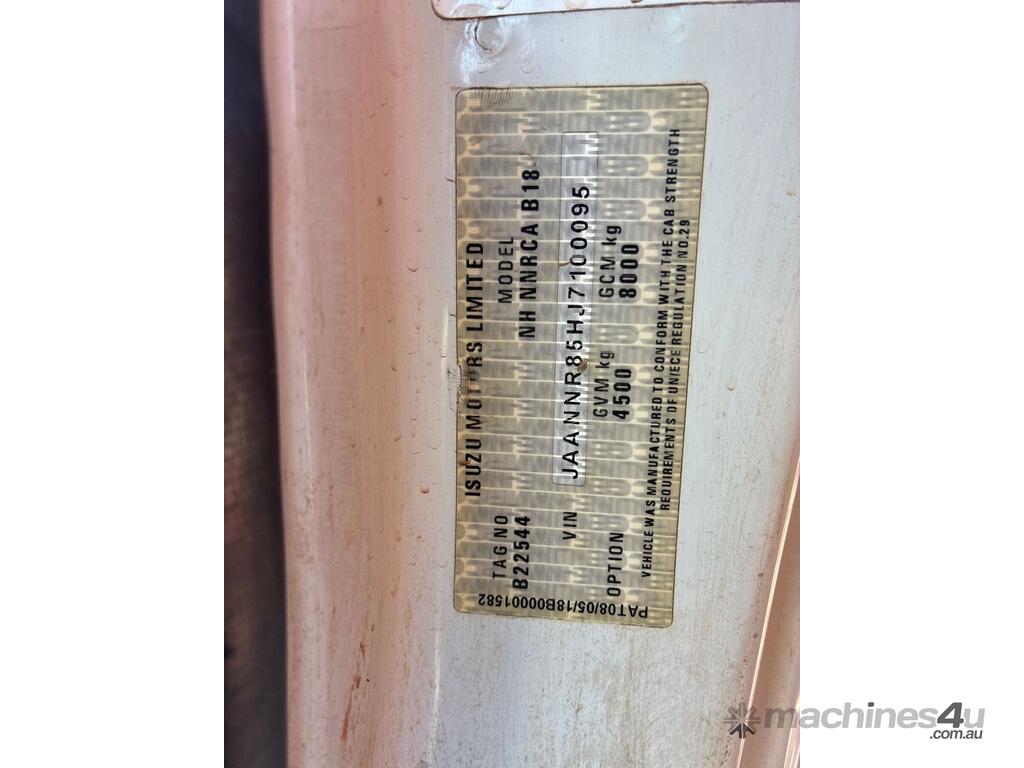 ISUZU MOTORS LIMITED
TAG NO MODEL
B22544 NH NNRCA B18
VIN JAANNR85HJ7100095
OPTION GVM kg GCM kg
4500 8000
VEHICLE WAS MANUFACTURED TO CONFORM WITH THE CAB STRENGTH
REQUIREMENTS OF UN/ECE REGULATION NO.29
PAT08/05/18B00001582
machines4u
.com.au